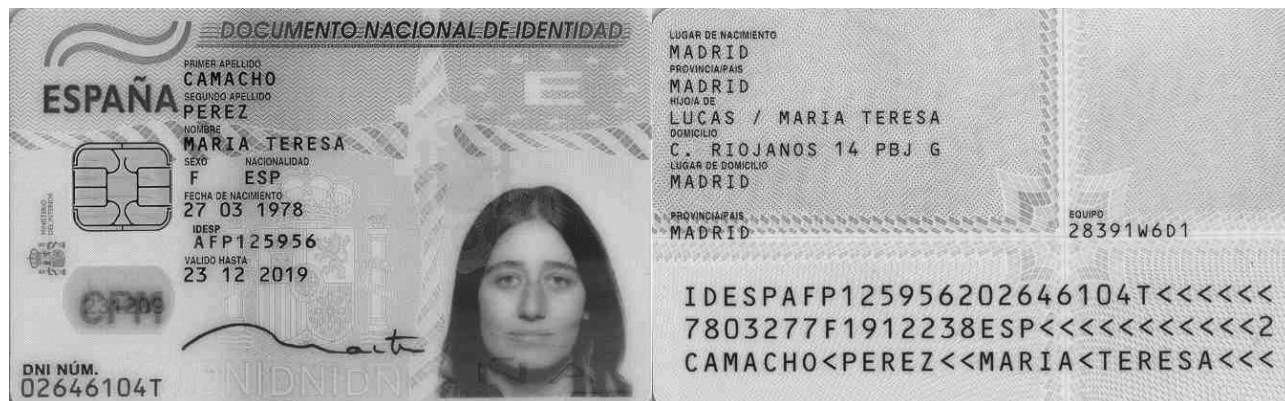 DOCUMENTO NACIONAL DE IDENTIDAD
ESPAÑA
PRIMER APELLIDO
CAMACHO
SEGUNDO APELLIDO
PEREZ
NOMBRE
MARIA TERESA
SEXO NACIONALIDAD
F ESP
FECHA DE NACIMIENTO
27 03 1978
IDESP
AFP125956
VALIDO HASTA
23 12 2019
MINISTERIO
DEL INTERIOR
DNI NÚM.
02646104T
LUGAR DE NACIMIENTO
MADRID
PROVINCIA/PAIS
MADRID
HIJO/A DE
LUCAS / MARIA TERESA
DOMICILIO
C. RIOJANOS 14 PBJ G
LUGAR DE DOMICILIO
MADRID
PROVINCIA/PAIS EQUIPO
MADRID 28391W6D1
IDESPAFP125956202646104T<<<<<<
7803277F1912238ESP<<<<<<<<<<<2
CAMACHO<PEREZ<<MARIA<TERESA<<<